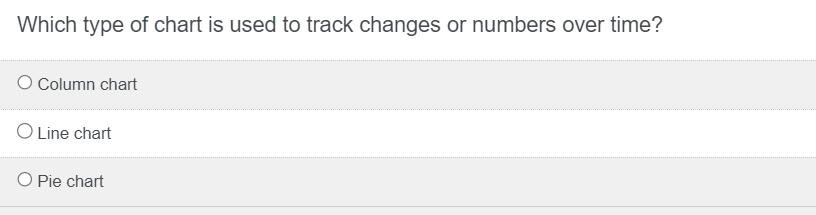 Which type of chart is used to track changes or numbers over time?
Column chart
Line chart
Pie chart